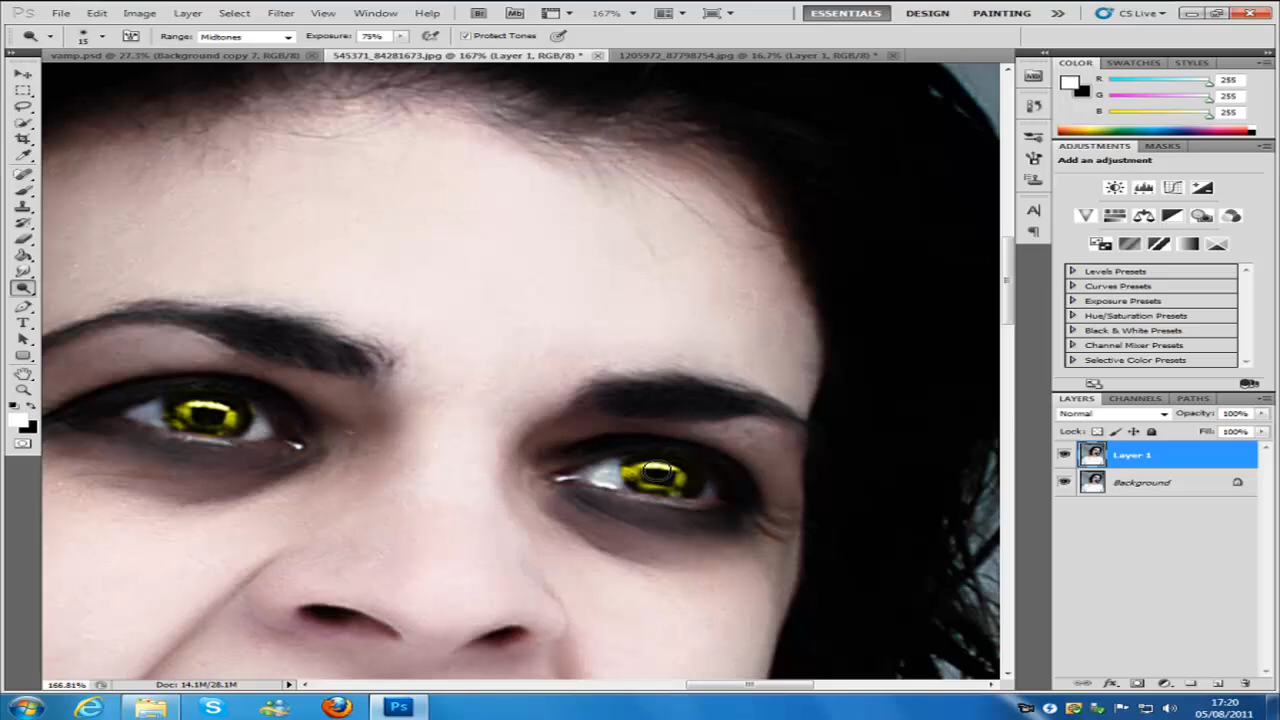 Ps File Edit Image Layer Select Filter View Window Help Br Mb 167% ESSENTIALS DESIGN PAINTING CS Live
15 Range: Midtones Exposure: 75% Protect Tones
vamp.psd @ 27.3% (Background copy 7, RGB/8) * 545371_84281673.jpg @ 167% (Layer 1, RGB/8) * 1205972_87798754.jpg @ 16.7% (Layer 1, RGB/8) *
COLOR SWATCHES STYLES
R 255
G 255
B 255
ADJUSTMENTS MASKS
Add an adjustment
Levels Presets
Curves Presets
Exposure Presets
Hue/Saturation Presets
Black & White Presets
Channel Mixer Presets
Selective Color Presets
LAYERS CHANNELS PATHS
Normal Opacity: 100%
Lock: Fill: 100%
Layer 1
Background
166.81% Doc: 14.1M/28.1M
Ps
17:20
05/08/2011